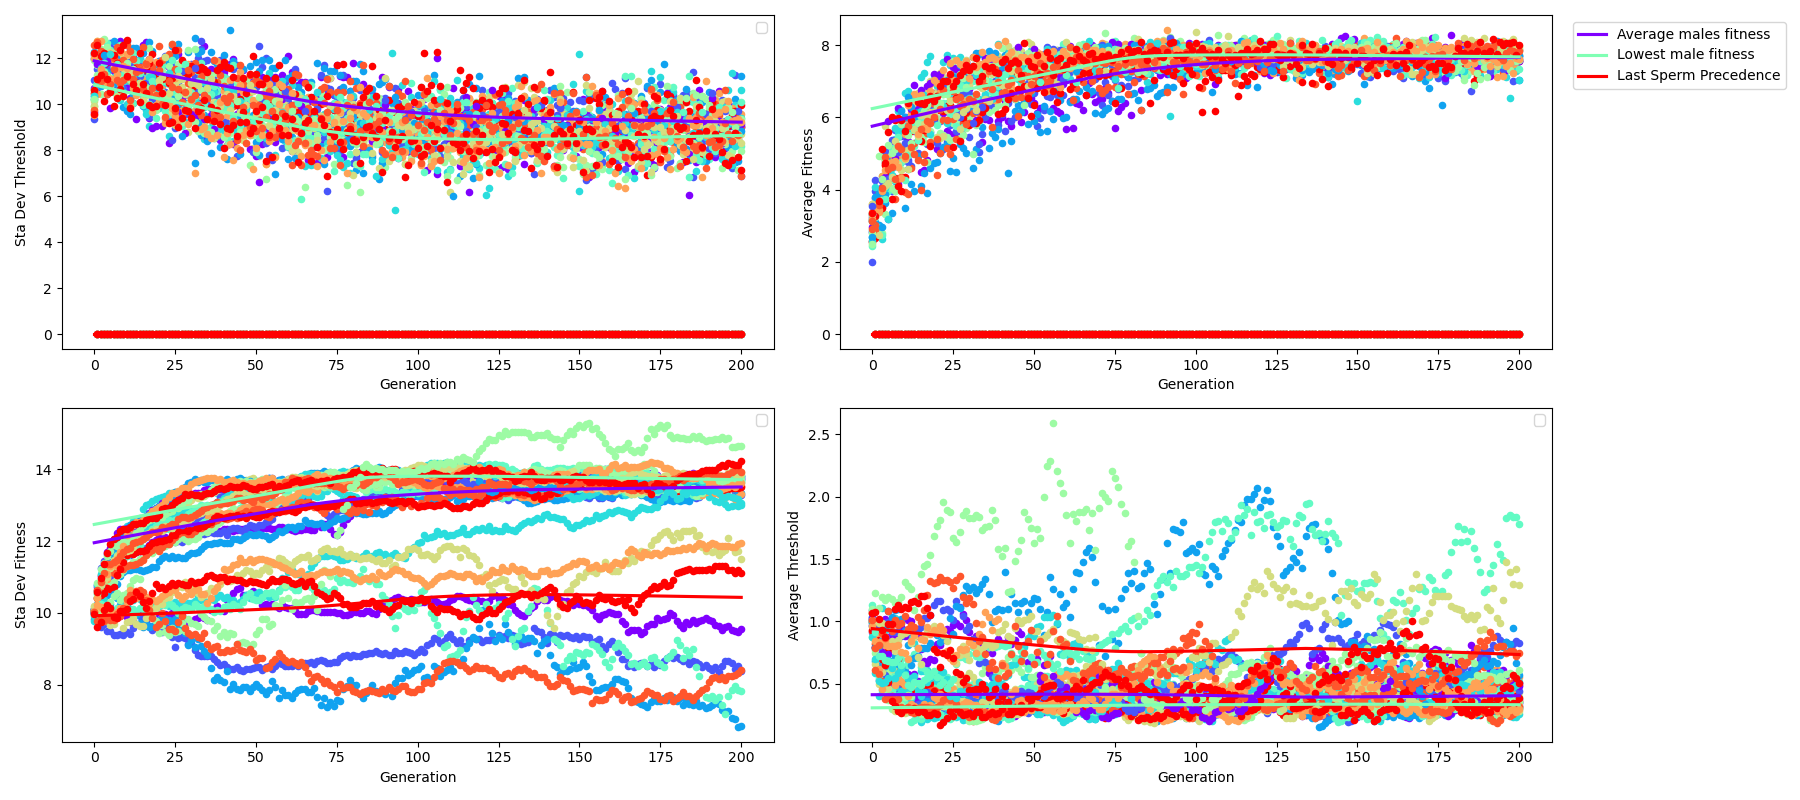 Sta Dev Threshold
12
10
8
6
4
2
0
0 25 50 75 100 125 150 175 200
Generation
Average Fitness
8
6
4
2
0
0 25 50 75 100 125 150 175 200
Generation
Average males fitness
Lowest male fitness
Last Sperm Precedence
Sta Dev Fitness
14
12
10
8
0 25 50 75 100 125 150 175 200
Generation
Average Threshold
2.5
2.0
1.5
1.0
0.5
0 25 50 75 100 125 150 175 200
Generation